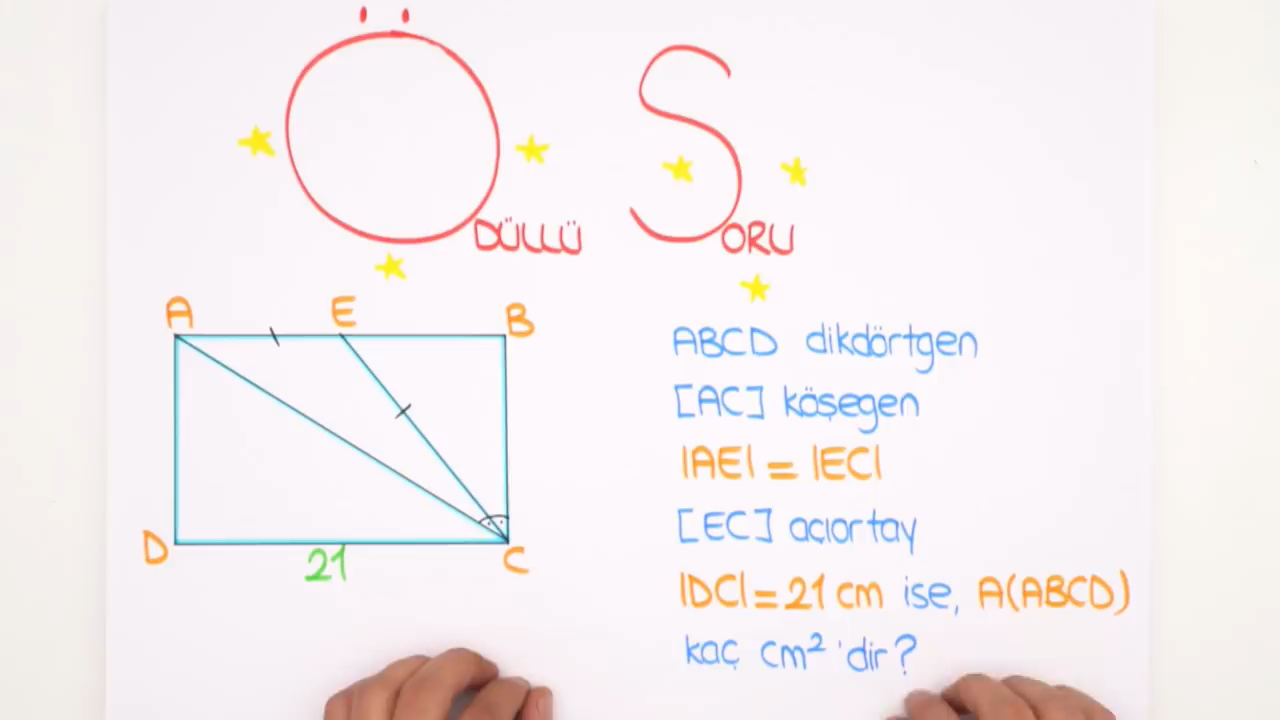 ÖDÜLLÜ SORU
A E B
ABCD dikdörtgen
[AC] köşegen
|AE| = |EC|
[EC] açıortay
D 21 C
|DC| = 21 cm ise, A(ABCD)
kaç cm² 'dir?